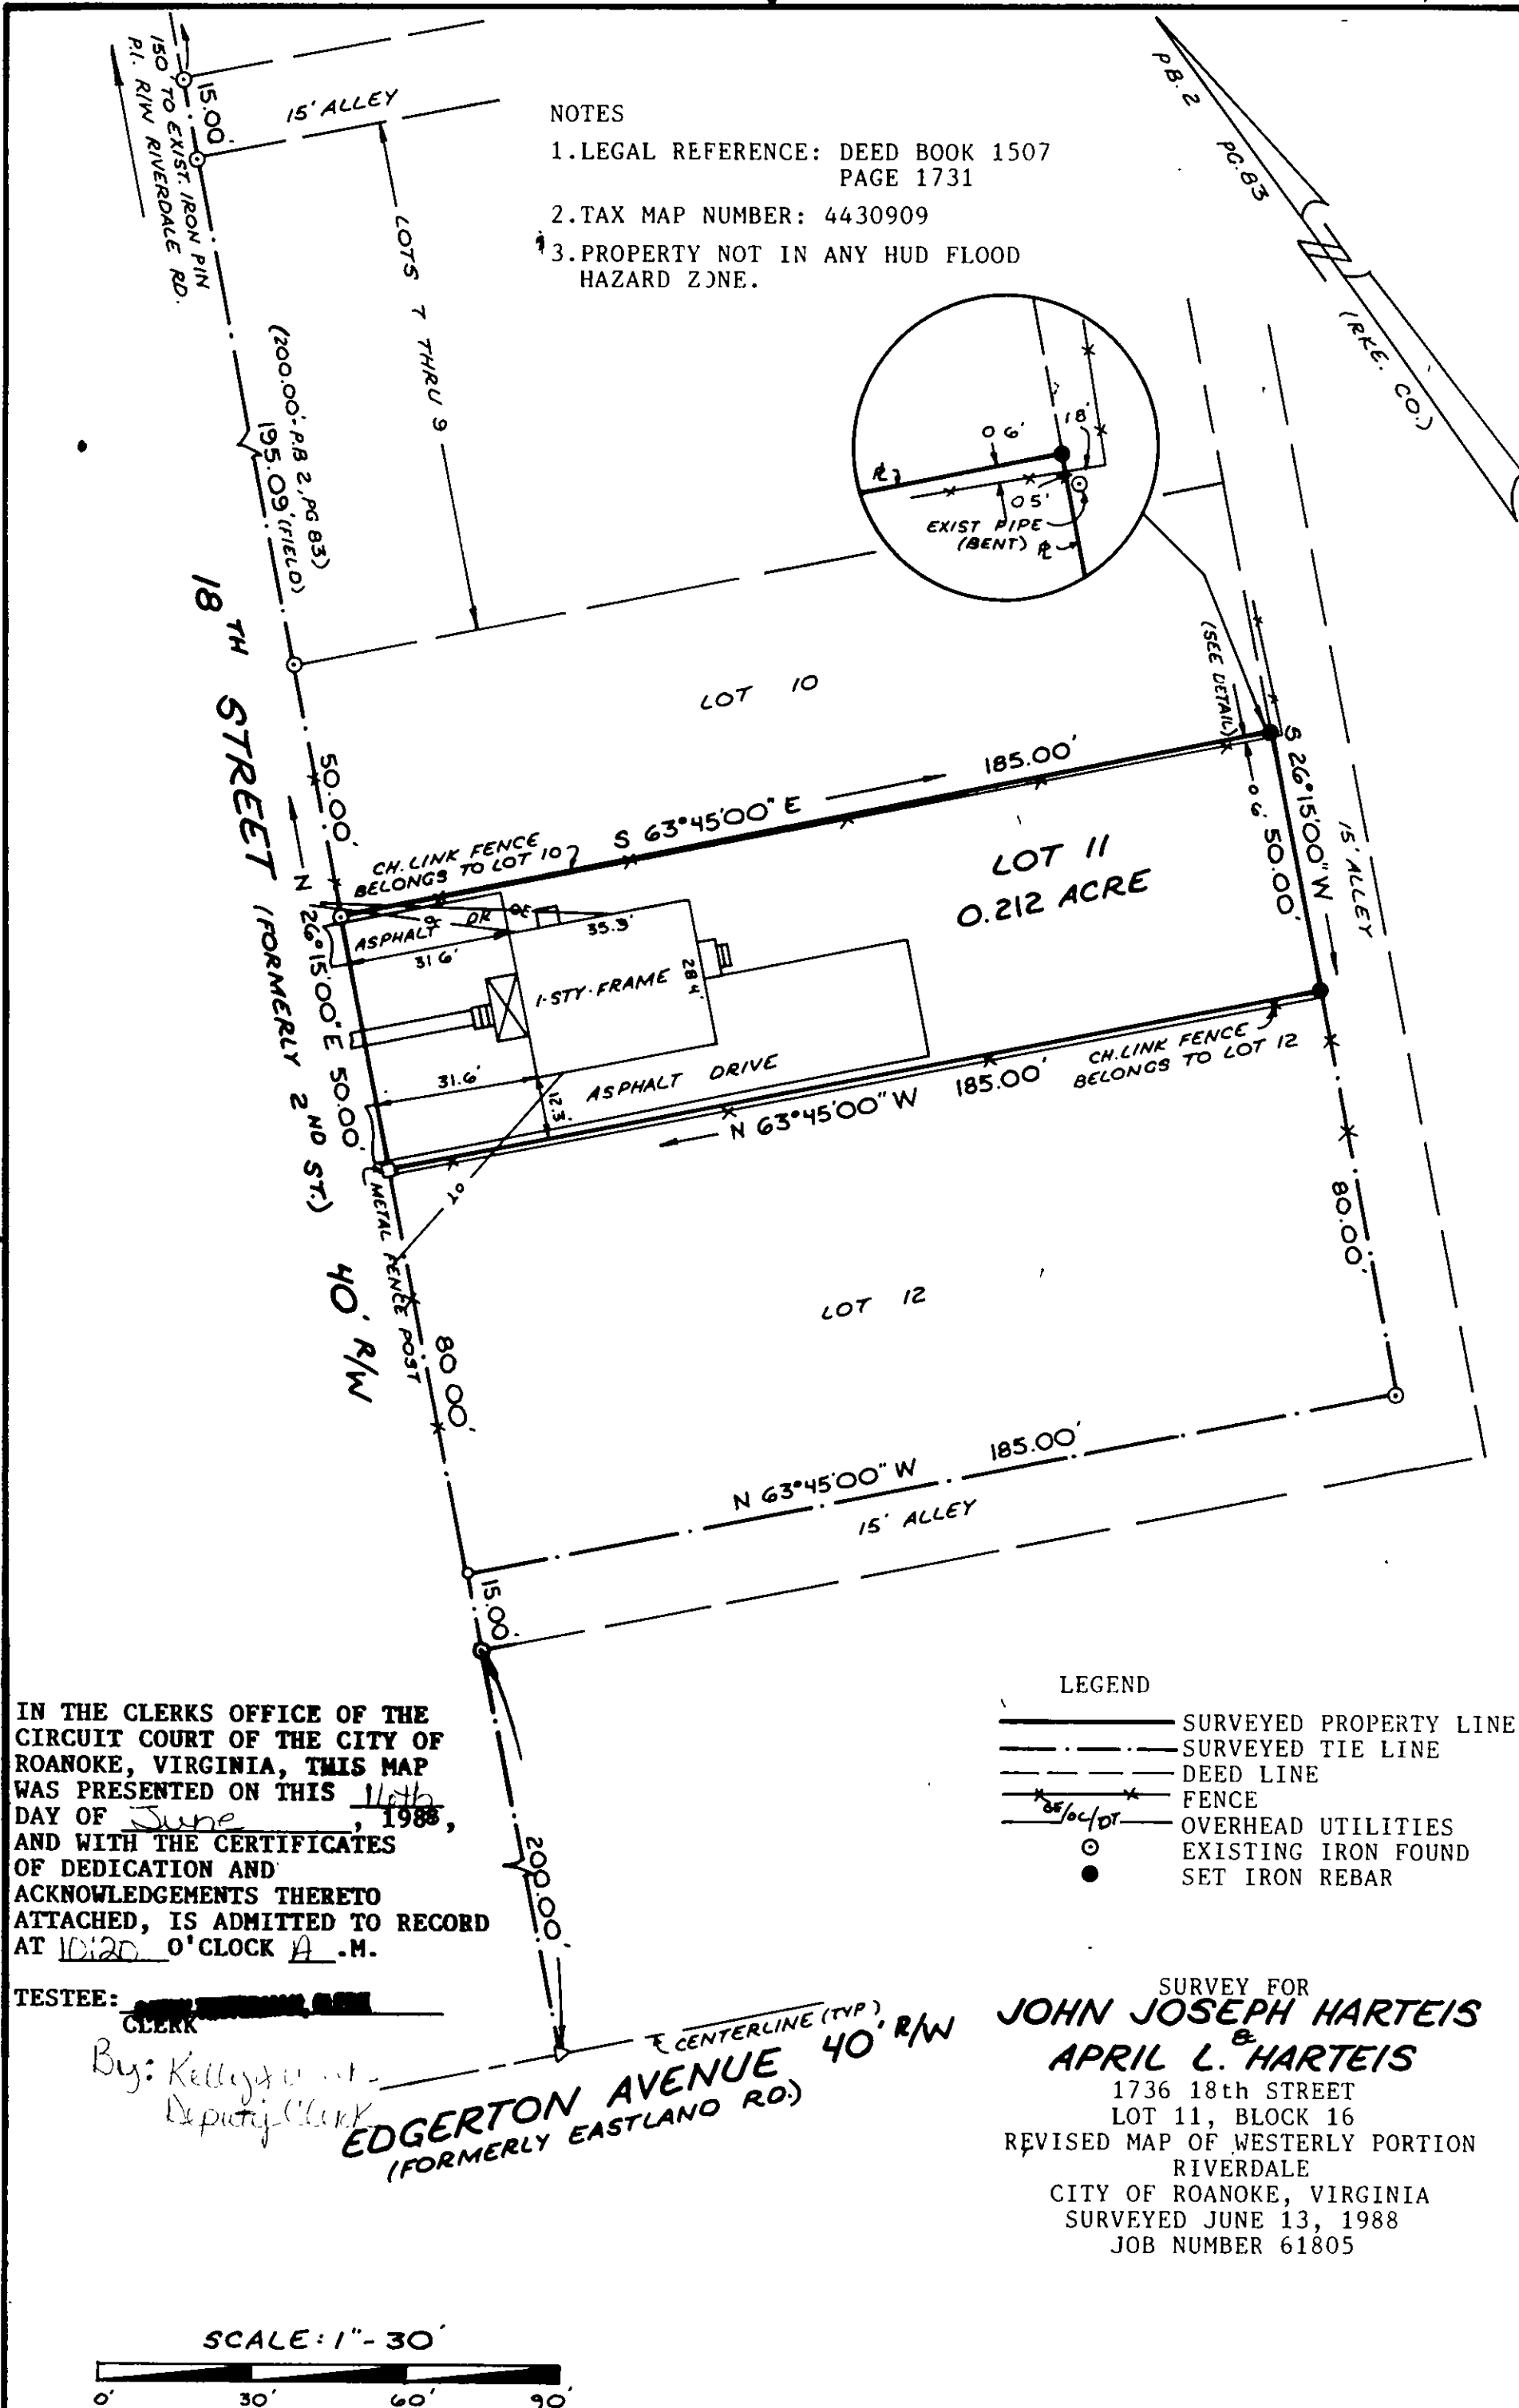 15.00'
150' TO EXIST. IRON PIN
P.I. R/W RIVERDALE RD.
15' ALLEY
LOTS 7 THRU 9
NOTES
1.LEGAL REFERENCE: DEED BOOK 1507
PAGE 1731
2.TAX MAP NUMBER: 4430909
3.PROPERTY NOT IN ANY HUD FLOOD
HAZARD ZONE.
P.B. 2
PG. 83
(RKE. CO.)
(200.00'-P.B 2, PG 83)
195.09' (FIELD)
0 6'
18'
0 5'
EXIST PIPE
(BENT)
18TH STREET (FORMERLY 2ND ST.) 40' R/W
LOT 10
(SEE DETAIL)
50.00'
S 63°45'00" E
185.00'
S 26°15'00" W
50.00'
0 6'
15' ALLEY
CH. LINK FENCE
BELONGS TO LOT 10
LOT 11
0.212 ACRE
N 26°15'00" E 50.00'
ASPHALT DR
OE
31 6'
35.3'
1-STY-FRAME
28 4'
31.6'
ASPHALT DRIVE
12.3'
CH. LINK FENCE
BELONGS TO LOT 12
N 63°45'00" W
185.00'
METAL FENCE POST
80.00'
80 00'
LOT 12
N 63°45'00" W
185.00'
15' ALLEY
15.00'
200.00'
IN THE CLERKS OFFICE OF THE
CIRCUIT COURT OF THE CITY OF
ROANOKE, VIRGINIA, THIS MAP
WAS PRESENTED ON THIS 16th
DAY OF June, 1988,
AND WITH THE CERTIFICATES
OF DEDICATION AND
ACKNOWLEDGEMENTS THERETO
ATTACHED, IS ADMITTED TO RECORD
AT 10:20 O'CLOCK A .M.
TESTEE:
CLERK
By: Kelly
Deputy Clerk
CENTERLINE (TYP)
EDGERTON AVENUE 40' R/W
(FORMERLY EASTLAND RD.)
LEGEND
SURVEYED PROPERTY LINE
SURVEYED TIE LINE
DEED LINE
FENCE
OE/OC/OT
OVERHEAD UTILITIES
EXISTING IRON FOUND
SET IRON REBAR
SURVEY FOR
JOHN JOSEPH HARTEIS
&
APRIL L. HARTEIS
1736 18th STREET
LOT 11, BLOCK 16
REVISED MAP OF WESTERLY PORTION
RIVERDALE
CITY OF ROANOKE, VIRGINIA
SURVEYED JUNE 13, 1988
JOB NUMBER 61805
SCALE: 1"- 30'
0' 30' 60' 90'